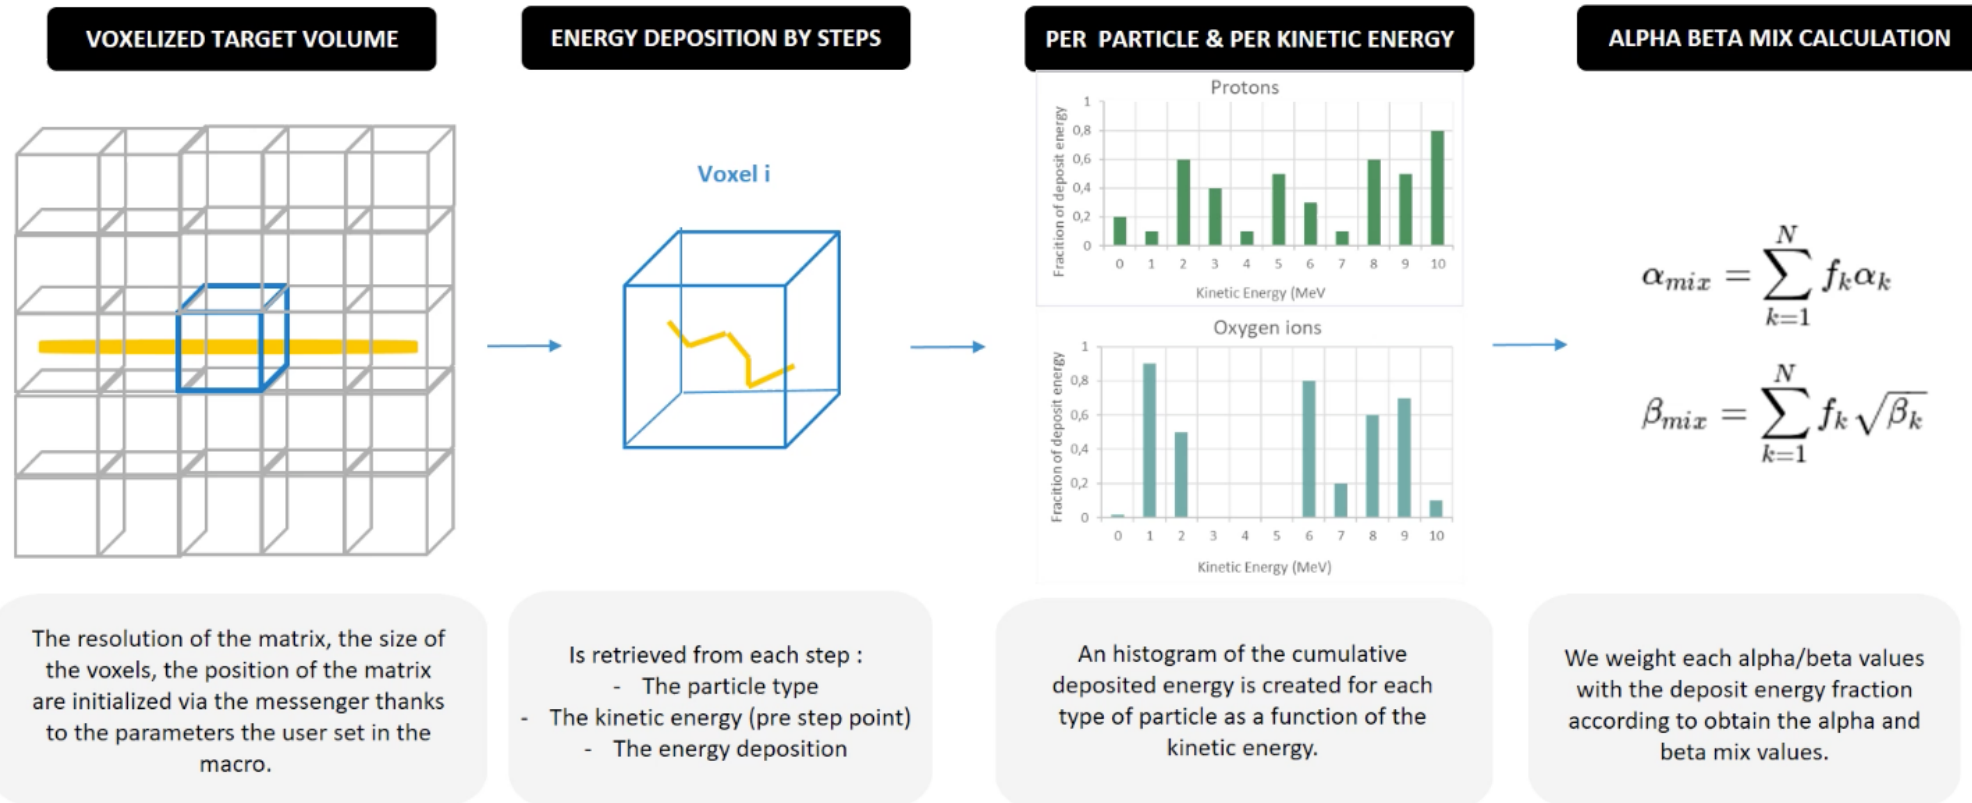 VOXELIZED TARGET VOLUME
ENERGY DEPOSITION BY STEPS
PER PARTICLE & PER KINETIC ENERGY
ALPHA BETA MIX CALCULATION
Voxel i
Protons
Fracition of deposit energy
1
0,8
0,6
0,4
0,2
0
0 1 2 3 4 5 6 7 8 9 10
Kinetic Energy (MeV
Oxygen ions
Fracition of deposit energy
1
0,8
0,6
0,4
0,2
0
0 1 2 3 4 5 6 7 8 9 10
Kinetic Energy (MeV)
α_{mix} = \sum_{k=1}^{N} f_k α_k
β_{mix} = \sum_{k=1}^{N} f_k \sqrt{β_k}
The resolution of the matrix, the size of
the voxels, the position of the matrix
are initialized via the messenger thanks
to the parameters the user set in the
macro.
Is retrieved from each step :
- The particle type
- The kinetic energy (pre step point)
- The energy deposition
An histogram of the cumulative
deposited energy is created for each
type of particle as a function of the
kinetic energy.
We weight each alpha/beta values
with the deposit energy fraction
according to obtain the alpha and
beta mix values.